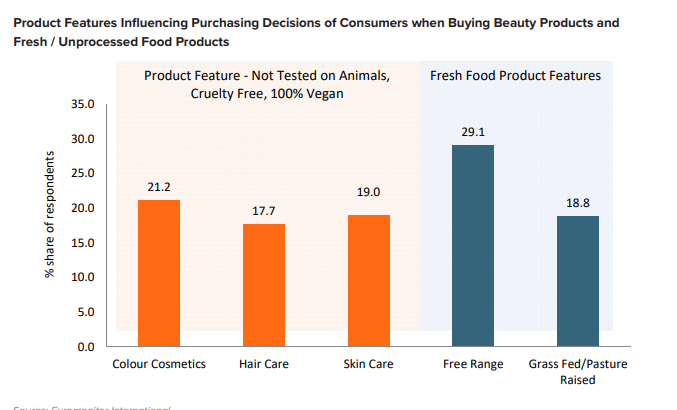 Product Features Influencing Purchasing Decisions of Consumers when Buying Beauty Products and
Fresh / Unprocessed Food Products
Product Feature - Not Tested on Animals,
Cruelty Free, 100% Vegan
Fresh Food Product Features
% share of respondents
35.0
30.0
25.0
20.0
15.0
10.0
5.0
0.0
21.2
17.7
19.0
29.1
18.8
Colour Cosmetics
Hair Care
Skin Care
Free Range
Grass Fed/Pasture
Raised
Source: Euromonitor International